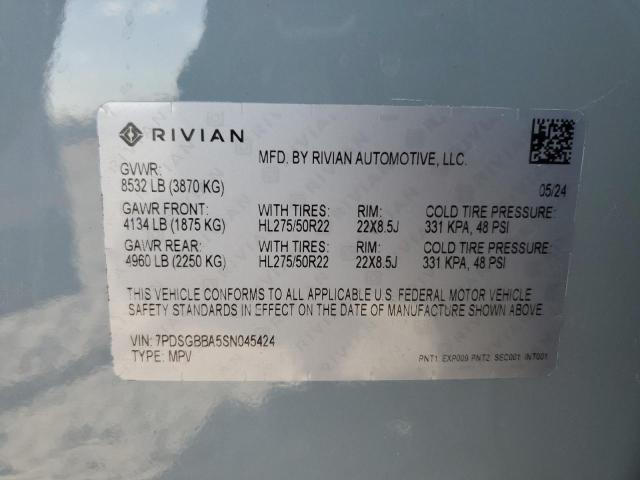 RIVIAN
MFD. BY RIVIAN AUTOMOTIVE, LLC.
GVWR:
8532 LB (3870 KG) 05/24
GAWR FRONT: WITH TIRES: RIM: COLD TIRE PRESSURE:
4134 LB (1875 KG) HL275/50R22 22X8.5J 331 KPA, 48 PSI
GAWR REAR: WITH TIRES: RIM: COLD TIRE PRESSURE:
4960 LB (2250 KG) HL275/50R22 22X8.5J 331 KPA, 48 PSI
THIS VEHICLE CONFORMS TO ALL APPLICABLE U.S. FEDERAL MOTOR VEHICLE
SAFETY STANDARDS IN EFFECT ON THE DATE OF MANUFACTURE SHOWN ABOVE.
VIN: 7PDSGBBA5SN045424
TYPE: MPV
PNT1: EXP009 PNT2: SEC001: INT001